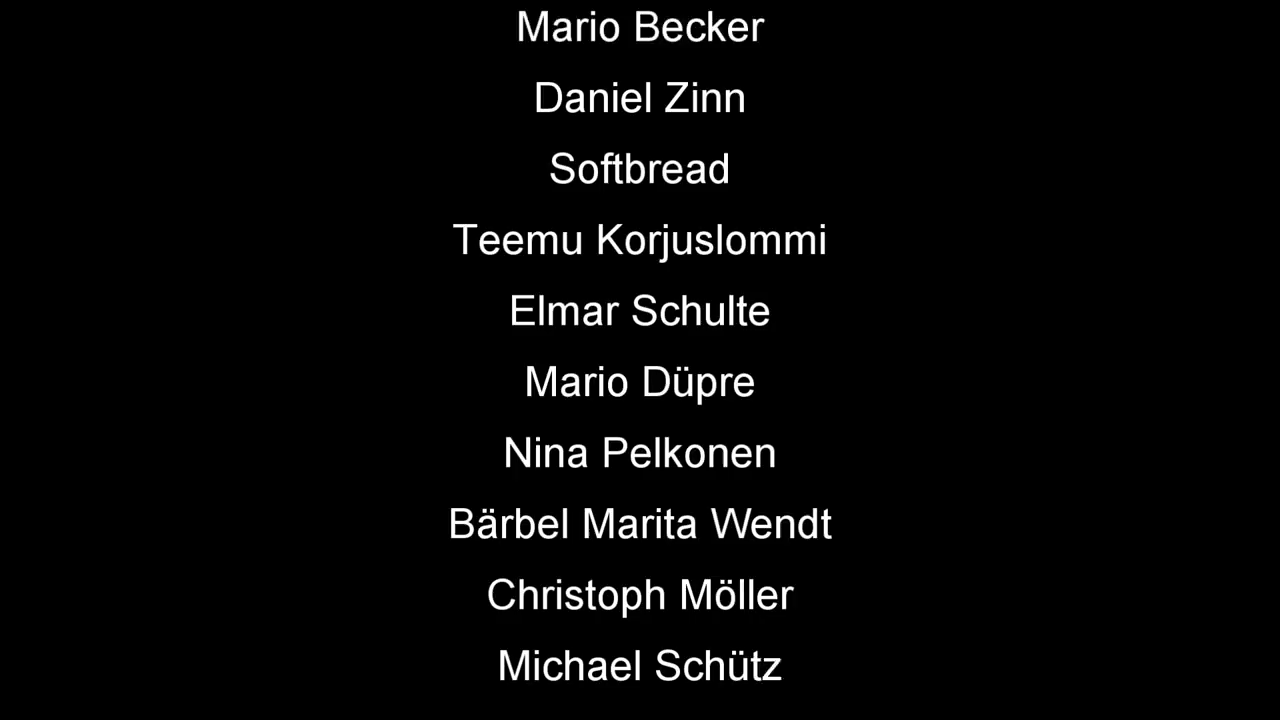 Mario Becker
Daniel Zinn
Softbread
Teemu Korjuslommi
Elmar Schulte
Mario Düpre
Nina Pelkonen
Bärbel Marita Wendt
Christoph Möller
Michael Schütz